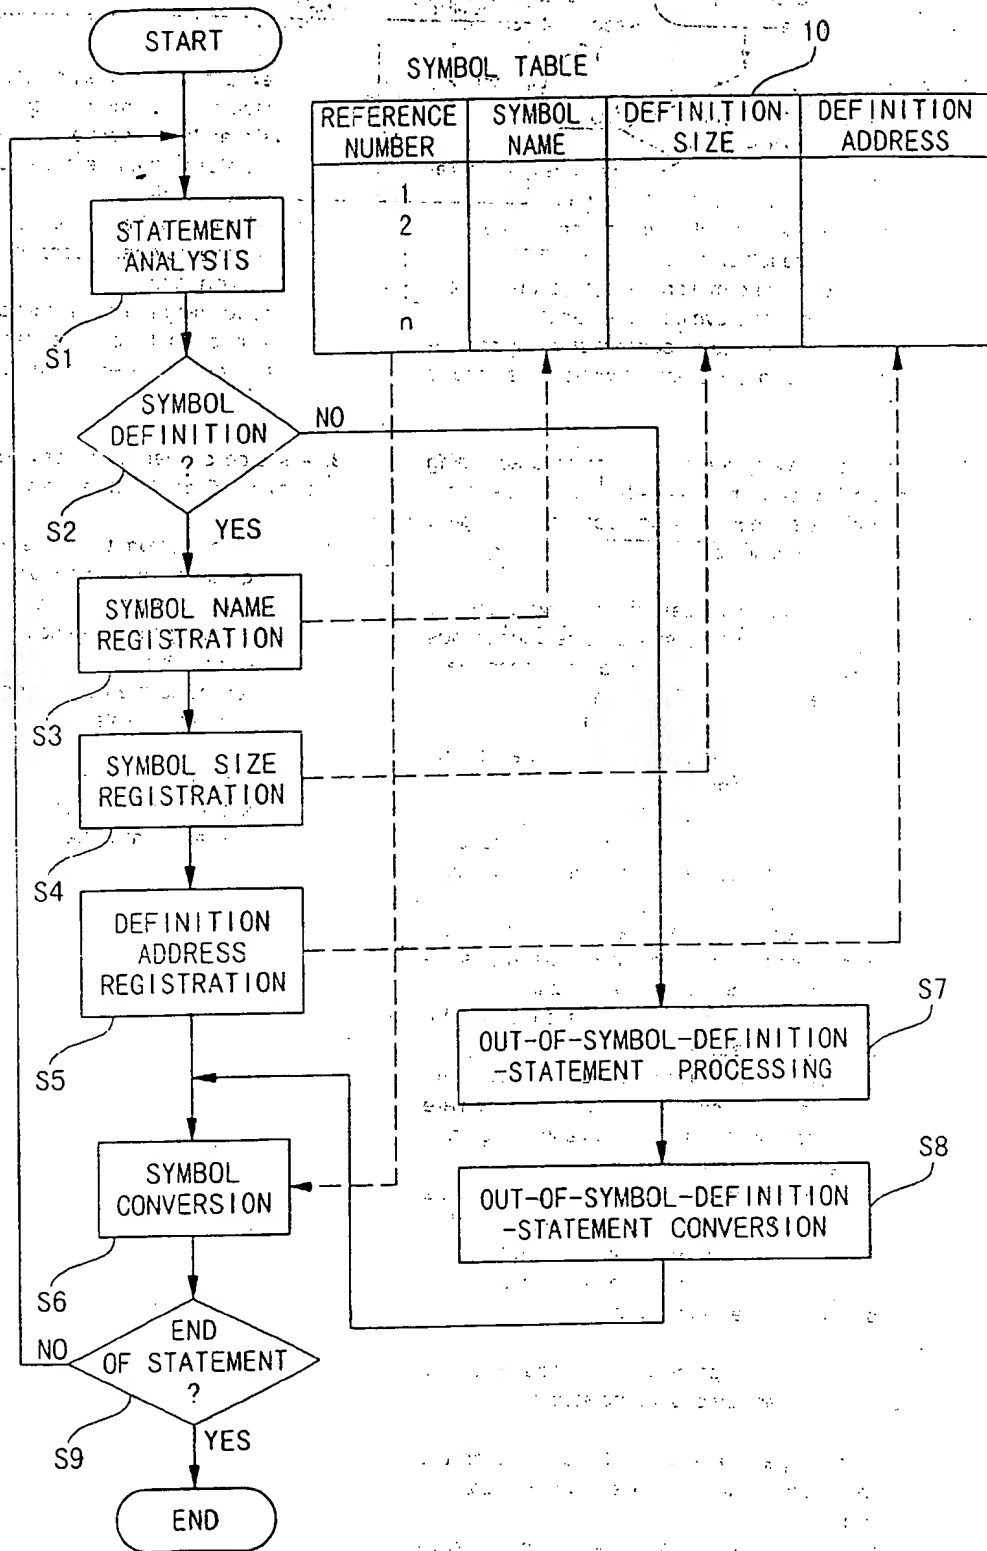 START
10
SYMBOL TABLE
REFERENCE NUMBER
SYMBOL NAME
DEFINITION SIZE
DEFINITION ADDRESS
1
2
:
:
n
STATEMENT
ANALYSIS
S1
SYMBOL
DEFINITION
?
NO
S2
YES
SYMBOL NAME
REGISTRATION
S3
SYMBOL SIZE
REGISTRATION
S4
DEFINITION
ADDRESS
REGISTRATION
S5
S7
OUT-OF-SYMBOL-DEFINITION
-STATEMENT PROCESSING
S8
OUT-OF-SYMBOL-DEFINITION
-STATEMENT CONVERSION
SYMBOL
CONVERSION
S6
END
OF STATEMENT
?
NO
S9
YES
END